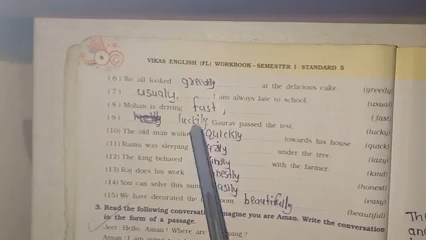 VIKAS ENGLISH (FL) WORKBOOK - SEMESTER I - STANDARD 5
(6) We all looked greedily at the delicious cake. (greedy)
(7) usualy, I am always late to school. (usual)
(8) Mohan is driving fast, (fast)
(9) luckily Gaurav passed the test. (lucky)
(10) The old man walked quickly towards his house (quick)
(11) Ramu was sleeping under the tree. (lazy)
(12) The king behaved with the farmer. (kind)
(13) Raj does his work (honest)
(14) You can solve this sum easily (easy)
(15) We have decorated the beautifully (beautiful)
3. Read the following conversation. Imagine you are Aman. Write the conversation
in the form of a passage.
Jeet: Hello, Aman! Where are